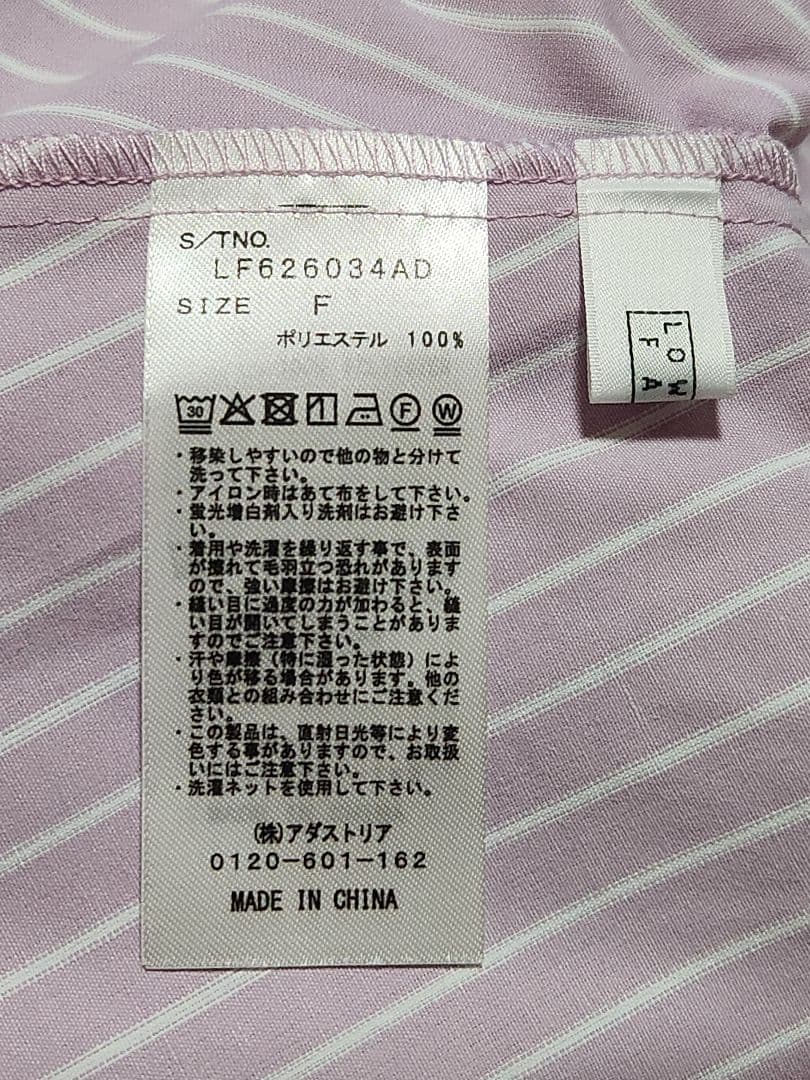 S/TNO.
LF626034AD
SIZE F
ポリエステル 100%
30
F
W
・移染しやすいので他の物と分けて
洗って下さい。
・アイロン時はあて布をして下さい。
・蛍光増白剤入り洗剤はお避け下さ
い。
・着用や洗濯を繰り返す事で、表面
が擦れて毛羽立つ恐れがあります
ので、強い摩擦はお避け下さい。
・縫い目に過度の力が加わると、縫
い目が開いてしまうことがありま
すのでご注意下さい。
・汗や摩擦（特に湿った状態）によ
り色が移る場合があります。他の
衣類との組み合わせにご注意くだ
さい。
・この製品は、直射日光等により変
色する事がありますので、お取扱
いにはご注意下さい。
・洗濯ネットを使用して下さい。
(株)アダストリア
0120-601-162
MADE IN CHINA
LOW
FA